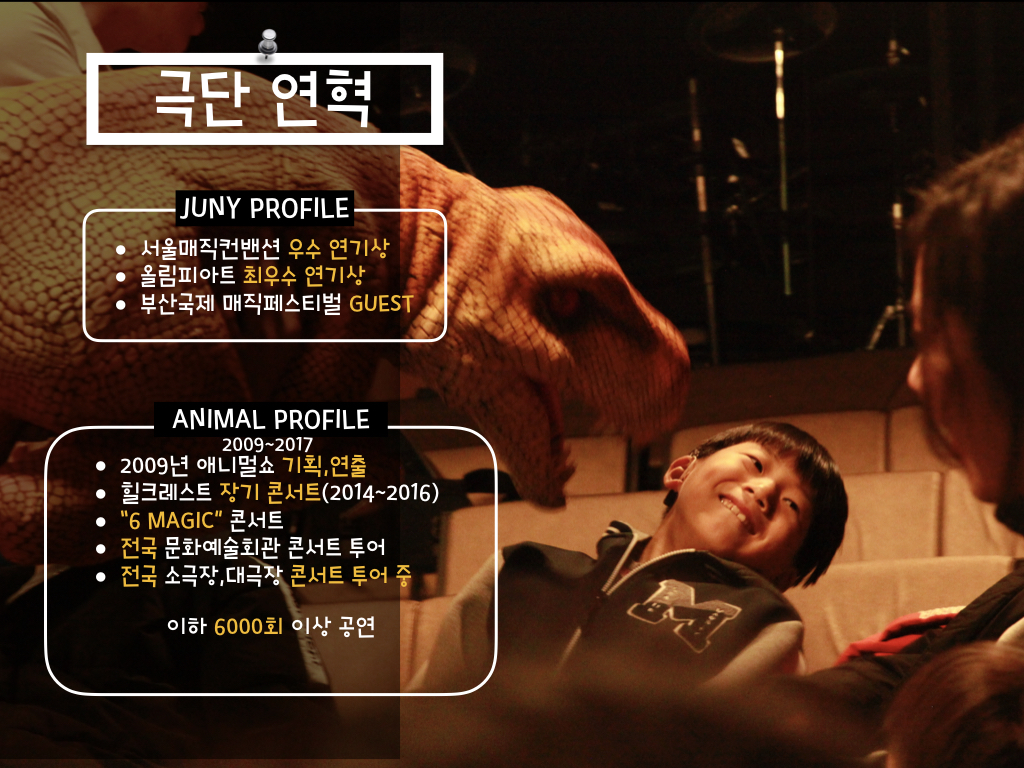 극단 연혁
JUNY PROFILE
• 서울매직컨밴션 우수 연기상
• 올림피아트 최우수 연기상
• 부산국제 매직페스티벌 GUEST
ANIMAL PROFILE
2009~2017
• 2009년 애니멀쇼 기획,연출
• 힐크레스트 장기 콘서트(2014~2016)
• "6 MAGIC" 콘서트
• 전국 문화예술회관 콘서트 투어
• 전국 소극장,대극장 콘서트 투어 중
이하 6000회 이상 공연
M